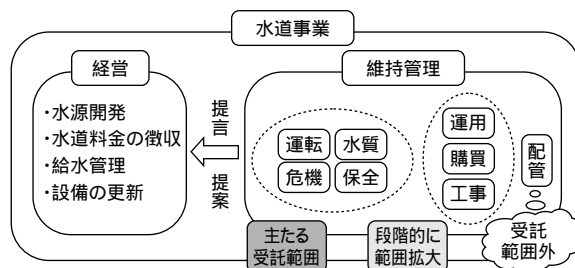 水道事業
経営
・水源開発
・水道料金の徴収
・給水管理
・設備の更新
提言
提案
維持管理
運転
水質
危機
保全
運用
購買
工事
配管
主たる
受託範囲
段階的に
範囲拡大
受託
範囲外